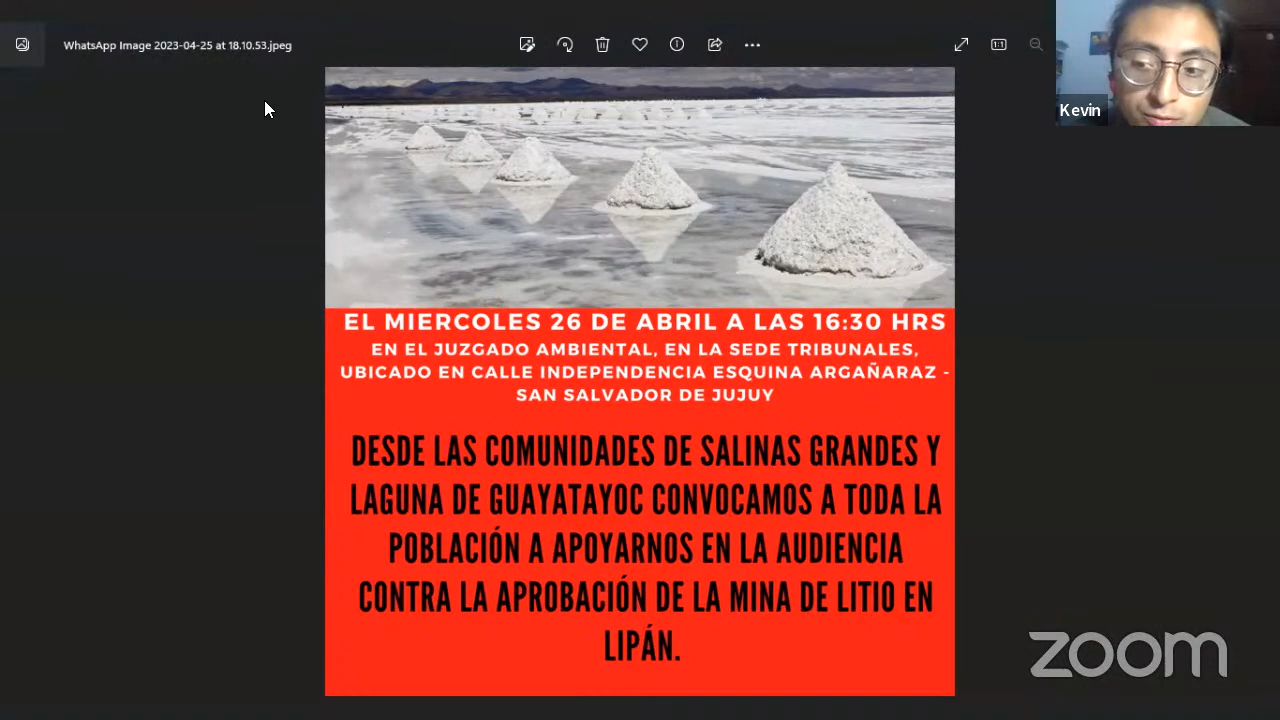 WhatsApp Image 2023-04-25 at 18.10.53.jpeg
1:1
Kevin
EL MIERCOLES 26 DE ABRIL A LAS 16:30 HRS
EN EL JUZGADO AMBIENTAL, EN LA SEDE TRIBUNALES,
UBICADO EN CALLE INDEPENDENCIA ESQUINA ARGAÑARAZ -
SAN SALVADOR DE JUJUY
DESDE LAS COMUNIDADES DE SALINAS GRANDES Y
LAGUNA DE GUAYATAYOC CONVOCAMOS A TODA LA
POBLACIÓN A APOYARNOS EN LA AUDIENCIA
CONTRA LA APROBACIÓN DE LA MINA DE LITIO EN
LIPÁN.
zoom